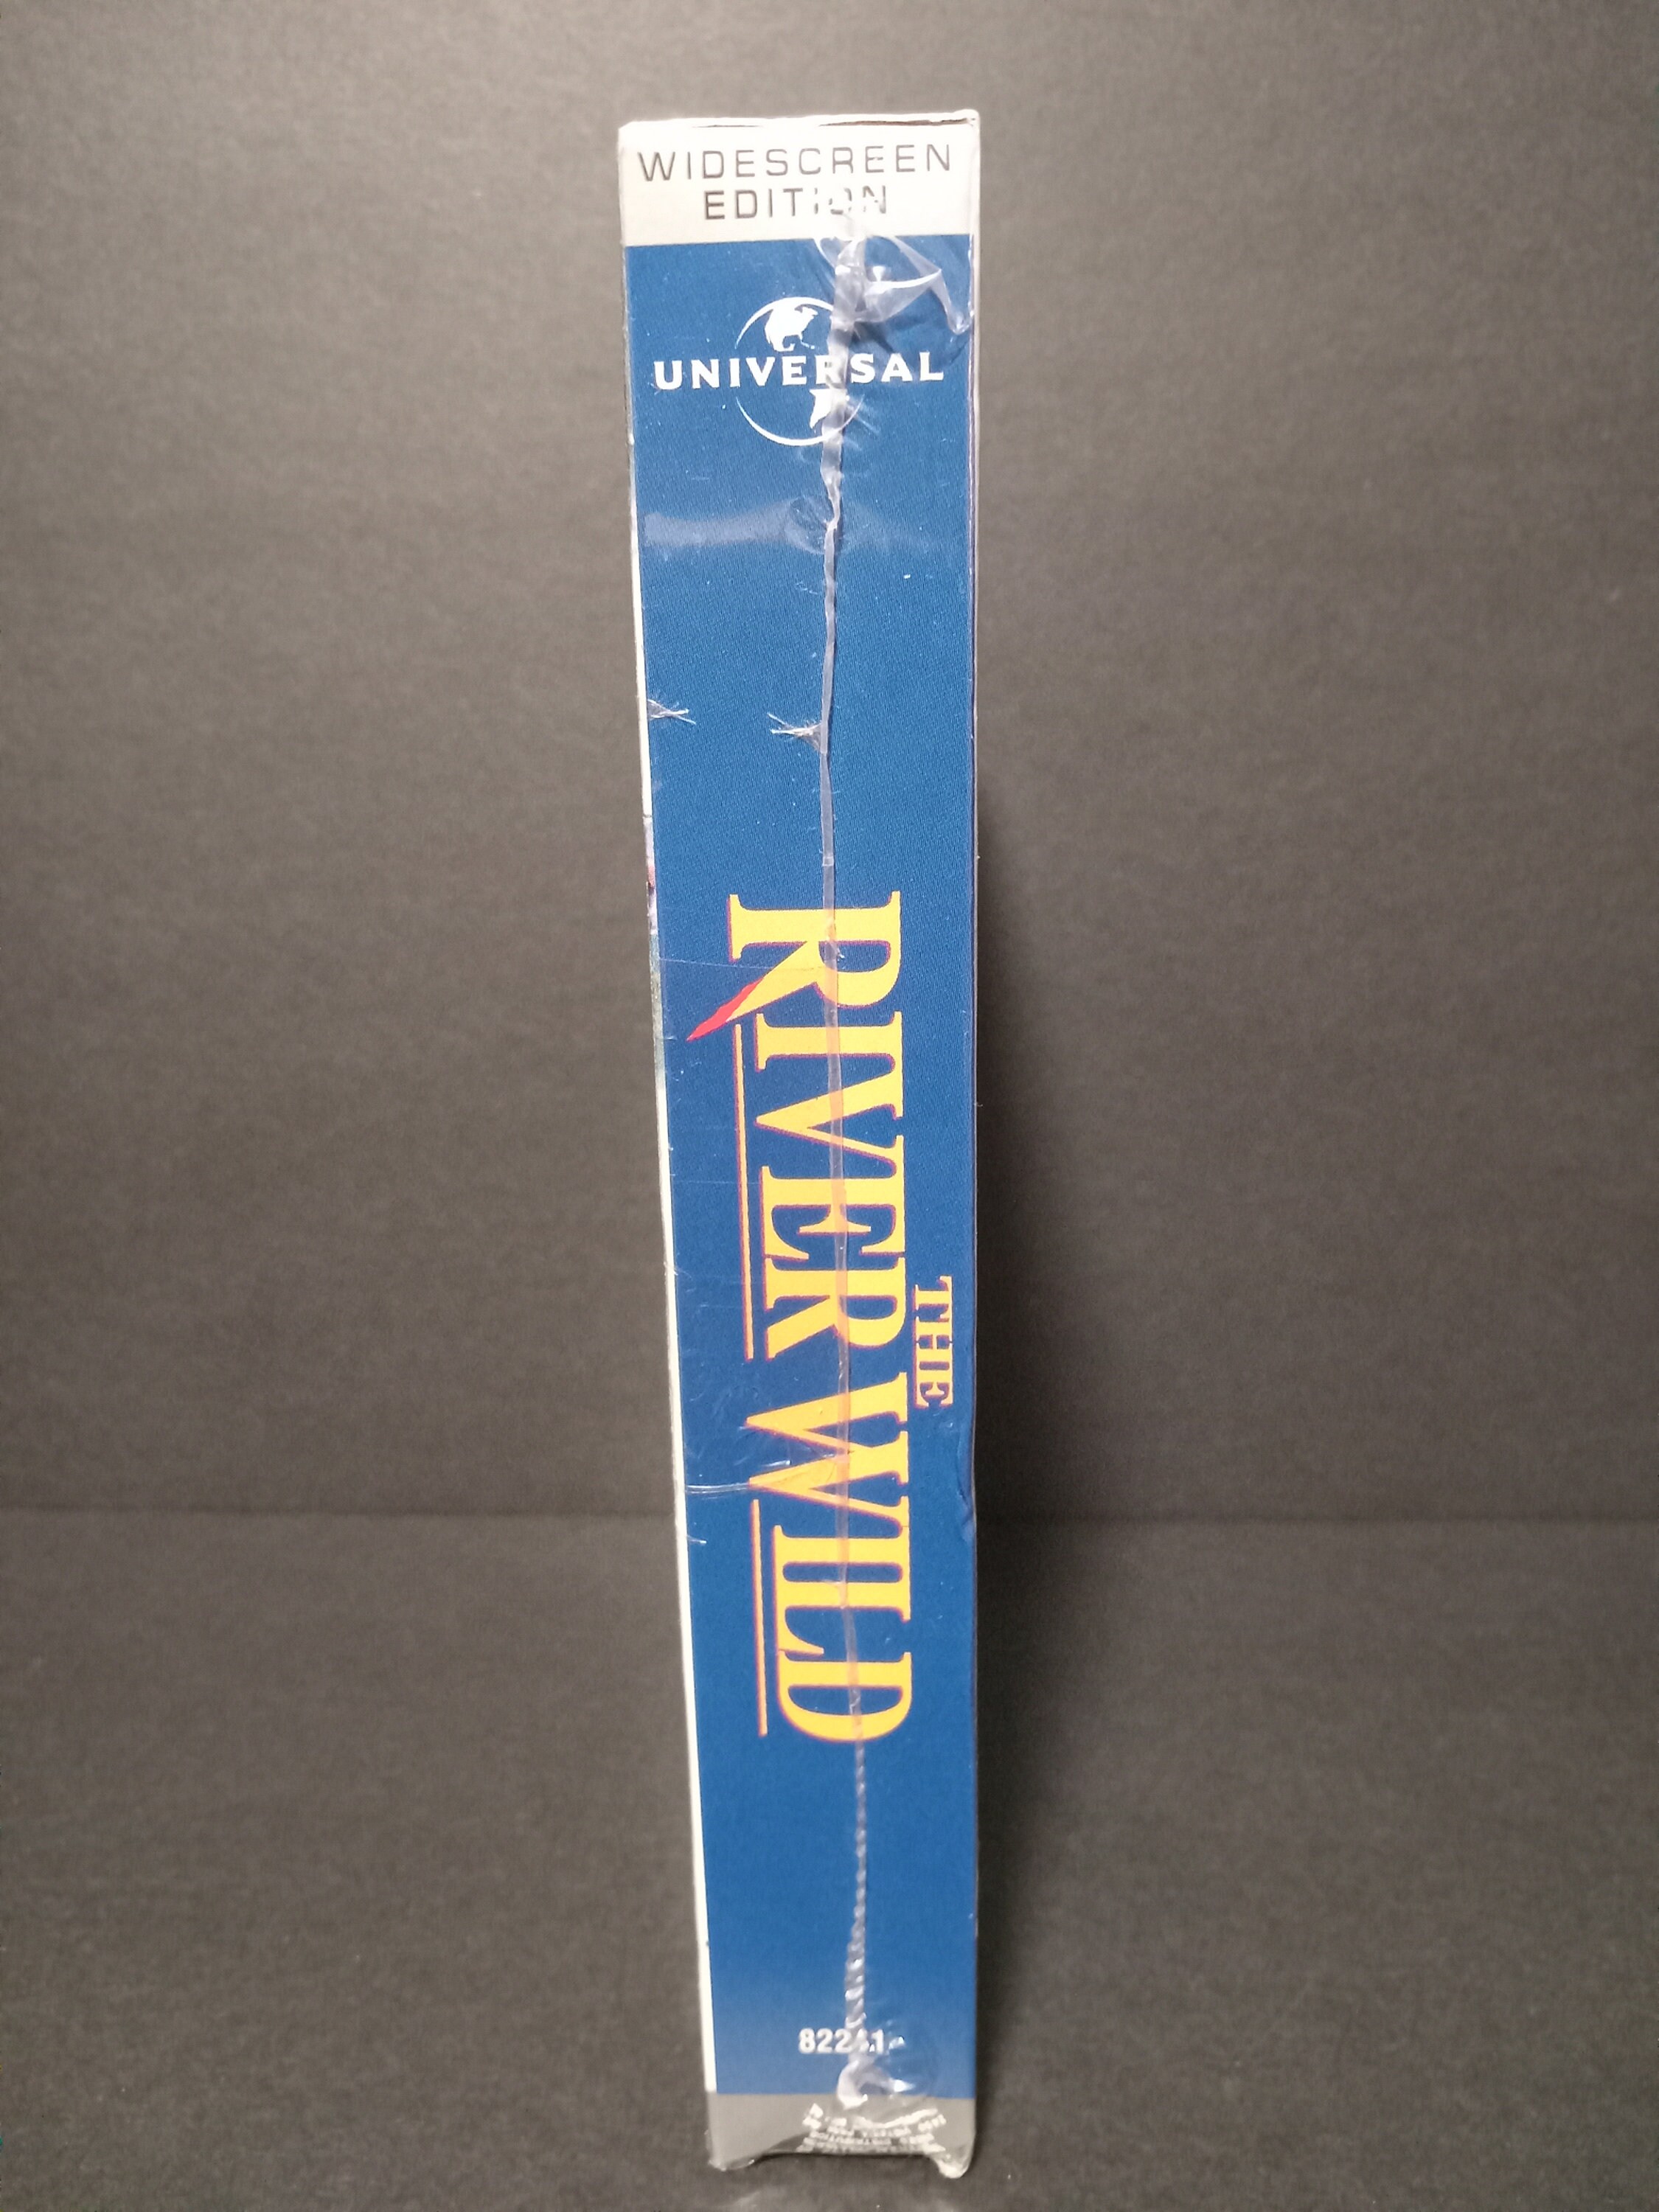 WIDESCREEN
EDITION
UNIVERSAL
THE
RIVER WILD